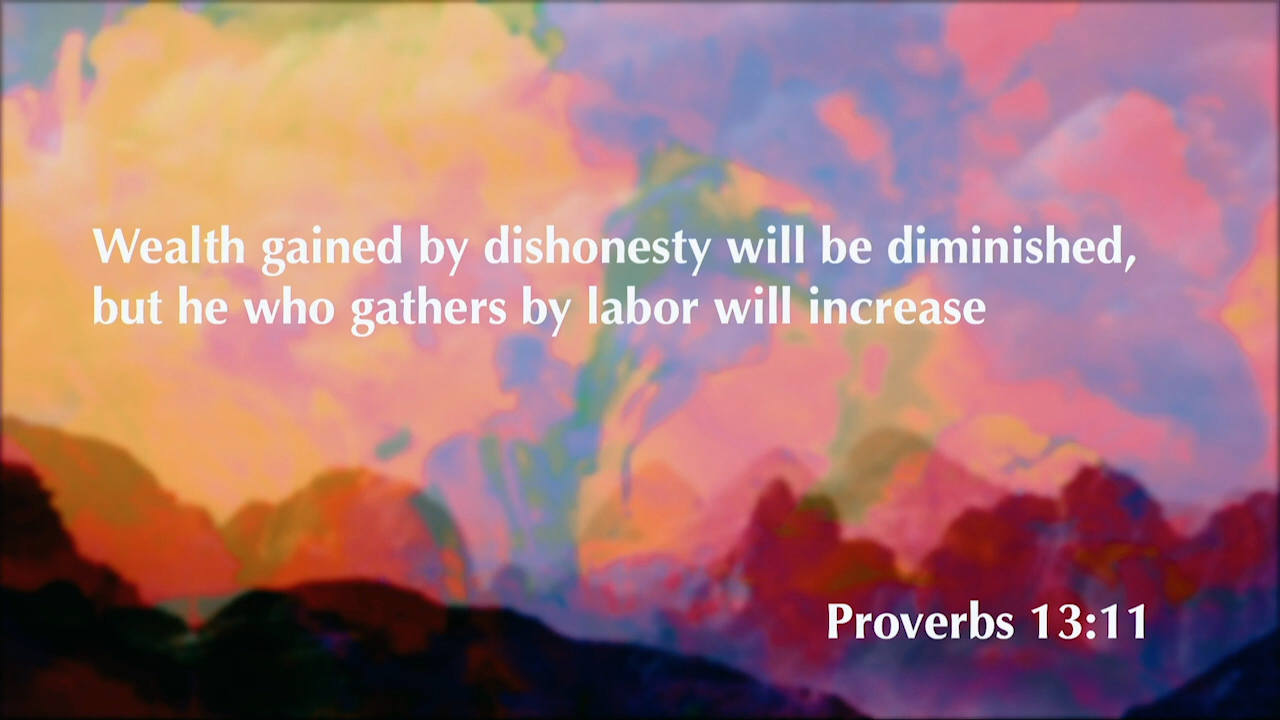 Wealth gained by dishonesty will be diminished,
but he who gathers by labor will increase
Proverbs 13:11